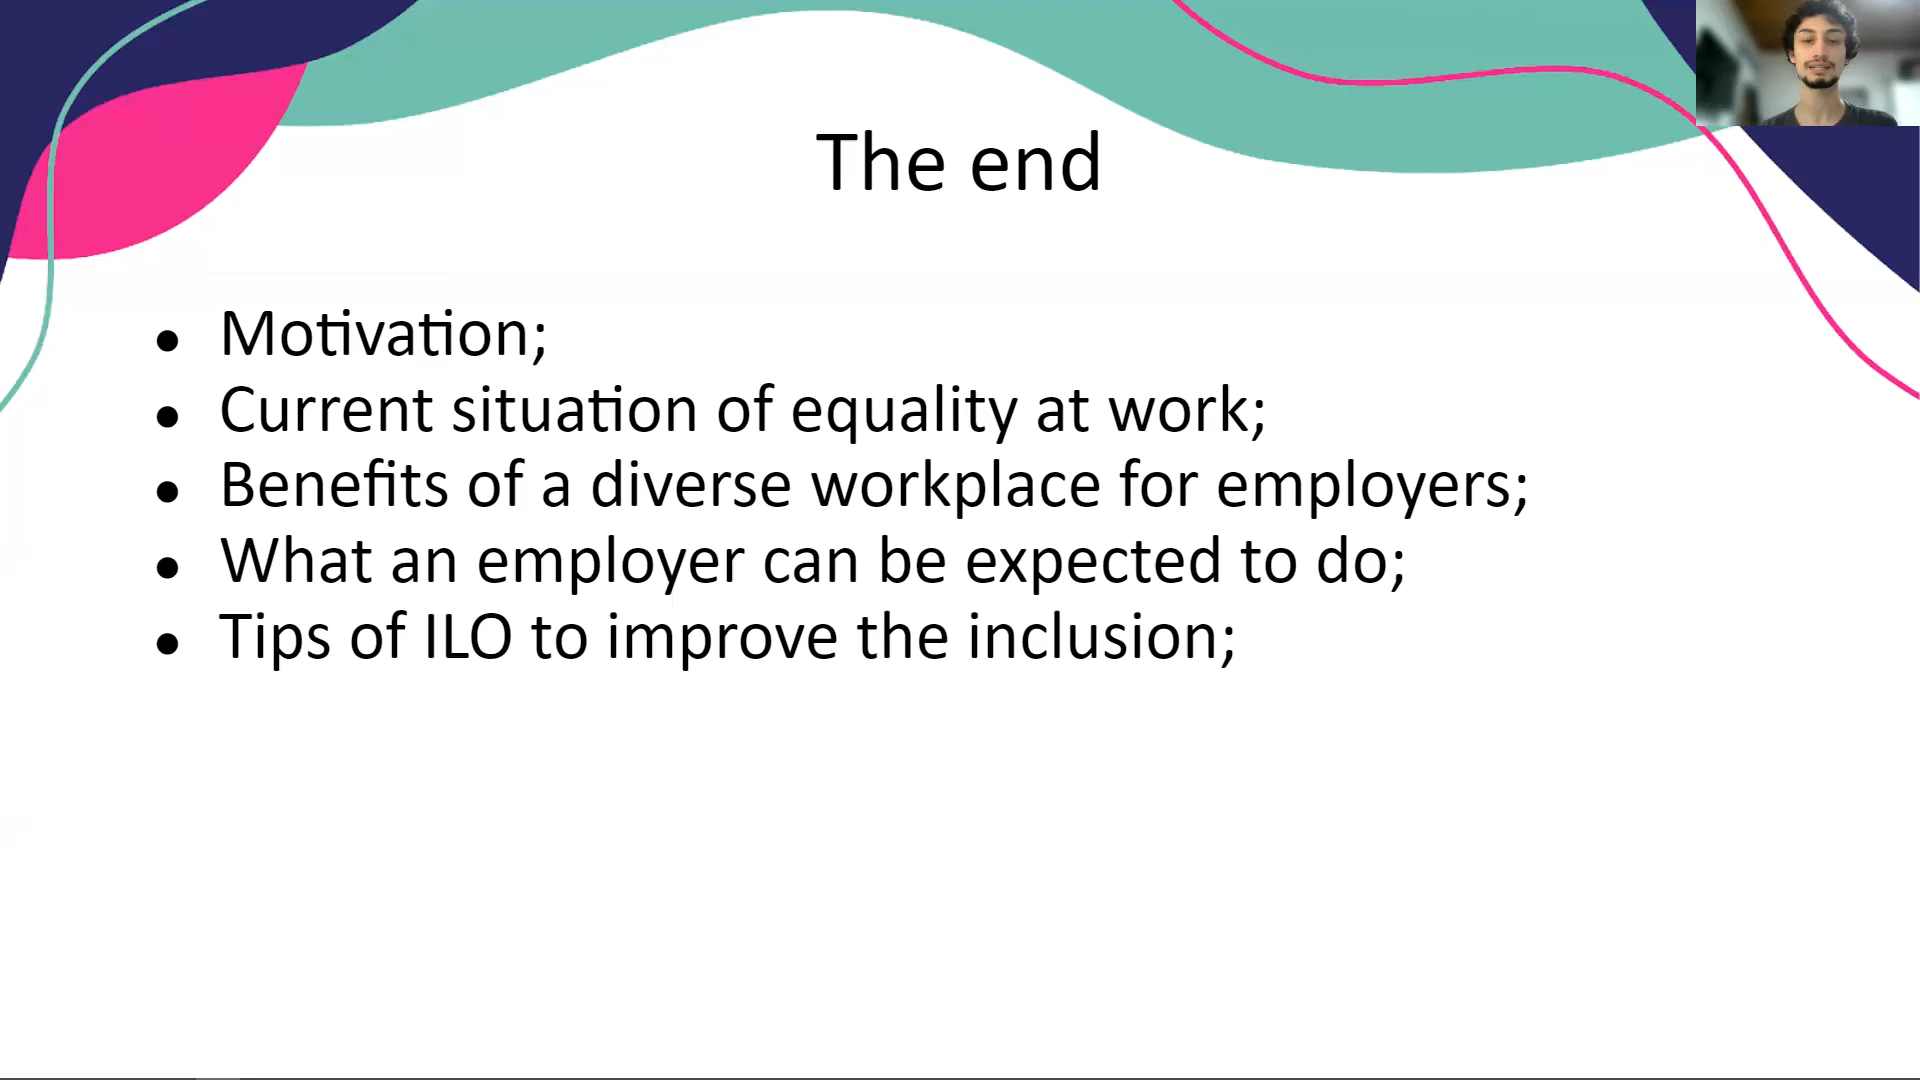 The end
• Motivation;
• Current situation of equality at work;
• Benefits of a diverse workplace for employers;
• What an employer can be expected to do;
• Tips of ILO to improve the inclusion;